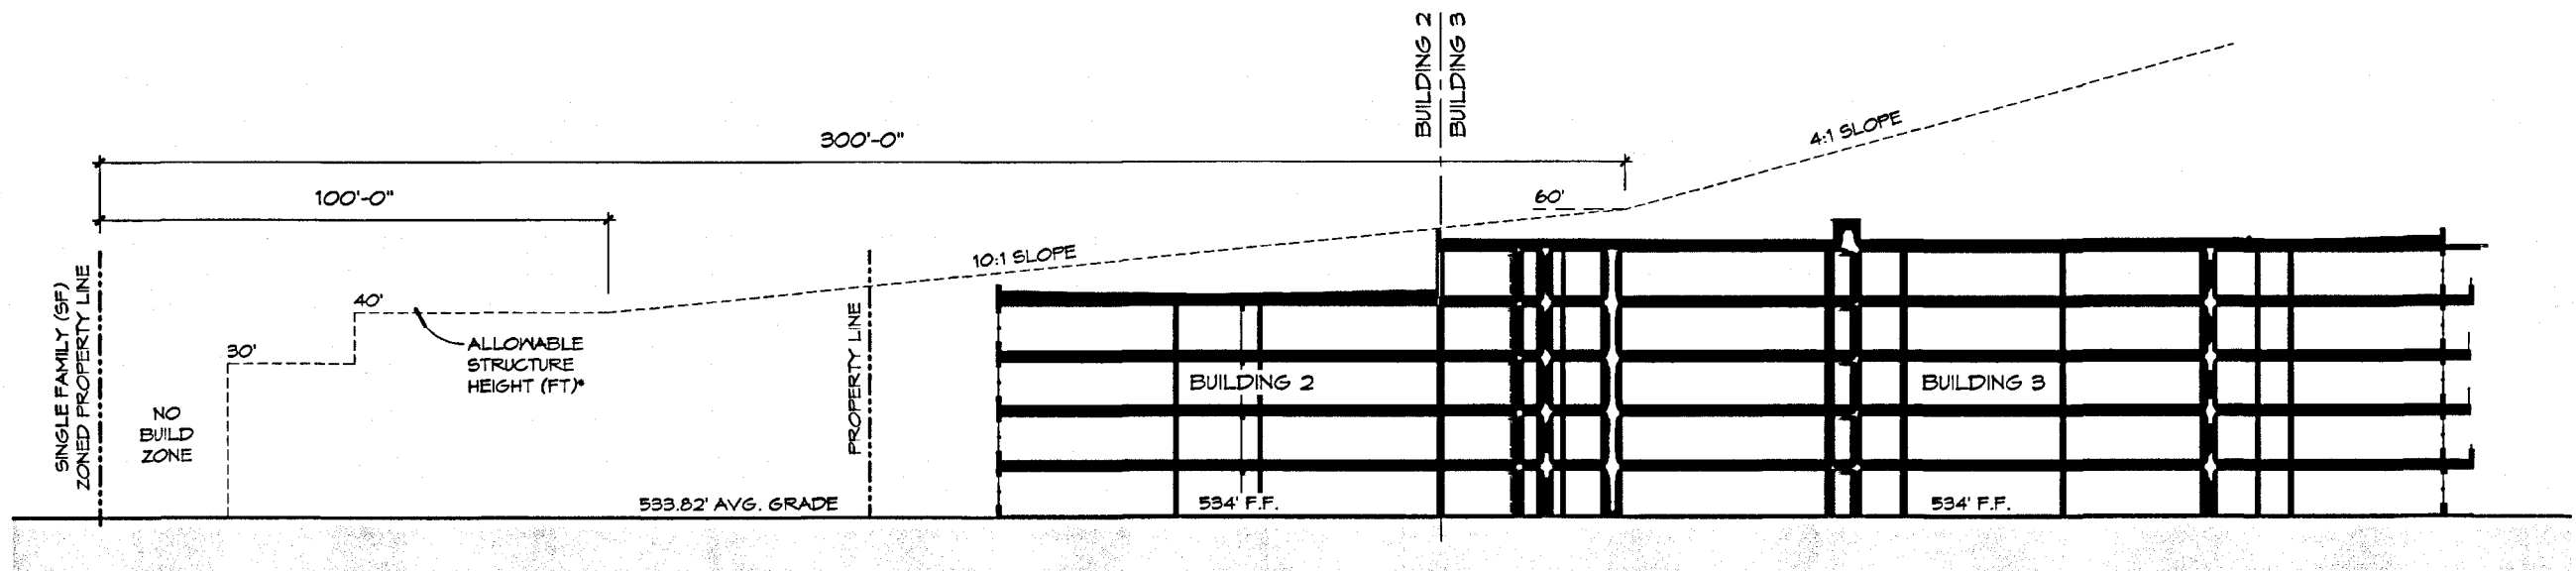 BUILDING 2
BUILDING 3
300'-0"
4:1 SLOPE
100'-0"
60'
10:1 SLOPE
SINGLE FAMILY (SF)
ZONED PROPERTY LINE
40'
30'
ALLOWABLE
STRUCTURE
HEIGHT (FT)*
PROPERTY LINE
NO
BUILD
ZONE
BUILDING 2
BUILDING 3
533.82' AVG. GRADE
534' F.F.
534' F.F.